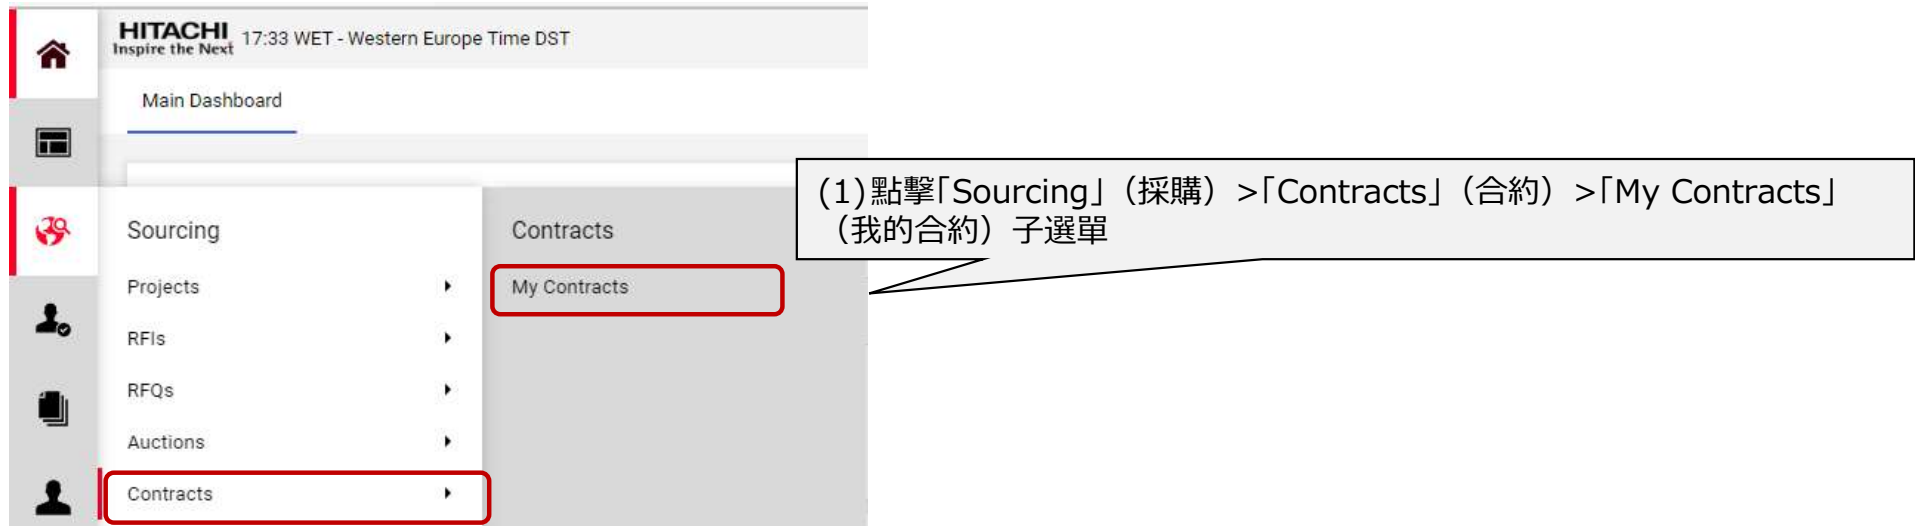 HITACHI
Inspire the Next
17:33 WET - Western Europe Time DST
Main Dashboard
Sourcing
Projects
RFIs
RFQs
Auctions
Contracts
Contracts
My Contracts
(1)點擊「Sourcing」（採購）>「Contracts」（合約）>「My Contracts」
（我的合約）子選單